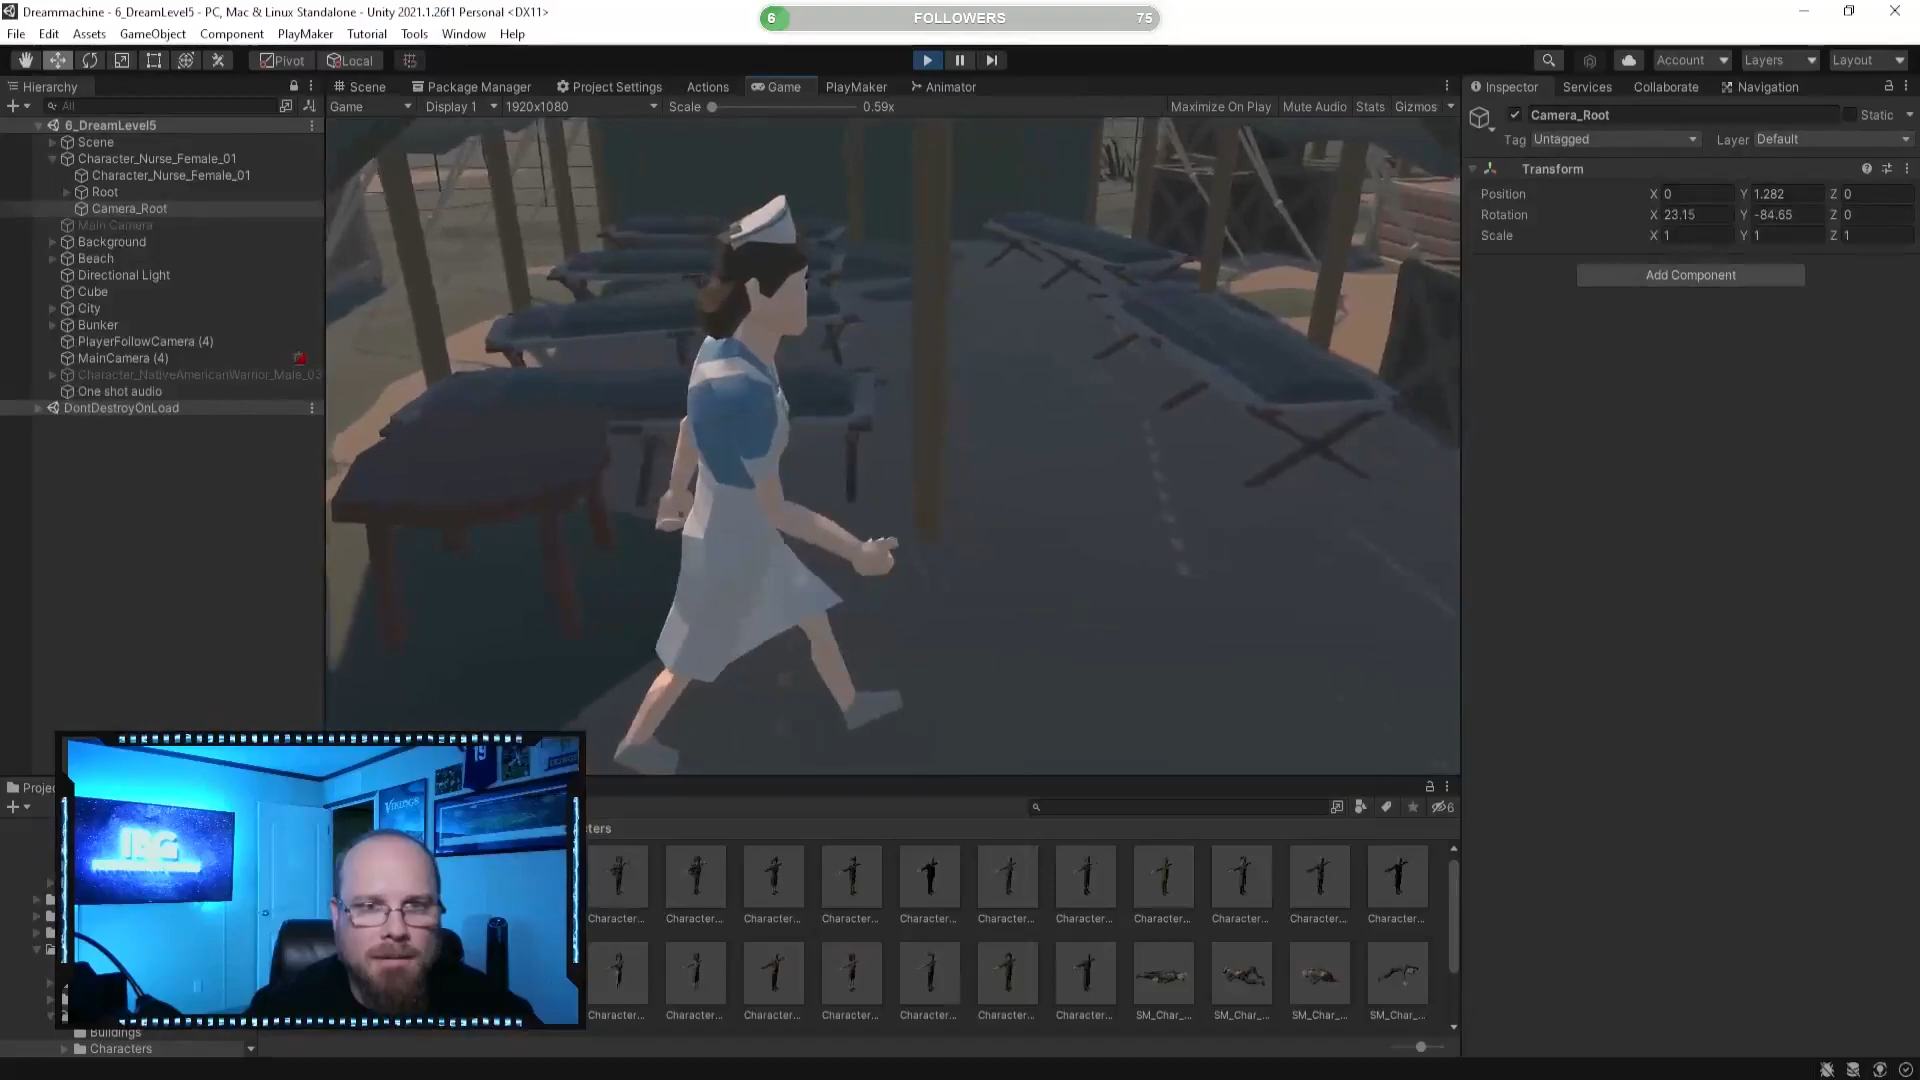 Dreammachine - 6_DreamLevel5 - PC, Mac & Linux Standalone - Unity 2021.1.26f1 Personal <DX11>
6 FOLLOWERS 75
File Edit Assets GameObject Component PlayMaker Tutorial Tools Window Help
Pivot Local
Account Layers Layout
Hierarchy
Scene Package Manager Project Settings Actions Game PlayMaker Animator
Inspector Services Collaborate Navigation
All
Game Display 1 1920x1080 Scale 0.59x Maximize On Play Mute Audio Stats Gizmos
Camera_Root Static
Tag Untagged Layer Default
Transform
Position X 0 Y 1.282 Z 0
Rotation X 23.15 Y -84.65 Z 0
Scale X 1 Y 1 Z 1
Add Component
6_DreamLevel5
Scene
Character_Nurse_Female_01
Character_Nurse_Female_01
Root
Camera_Root
Main Camera
Background
Beach
Directional Light
Cube
City
Bunker
PlayerFollowCamera (4)
MainCamera (4)
Character_NativeAmericanWarrior_Male_03
One shot audio
DontDestroyOnLoad
Projec
6
ters
19
VIKINGS
IBG
Character... Character... Character... Character... Character... Character... Character... Character... Character... Character... Character...
Character... Character... Character... Character... Character... Character... Character... SM_Char_... SM_Char_... SM_Char_... SM_Char_...
Buildings
Characters